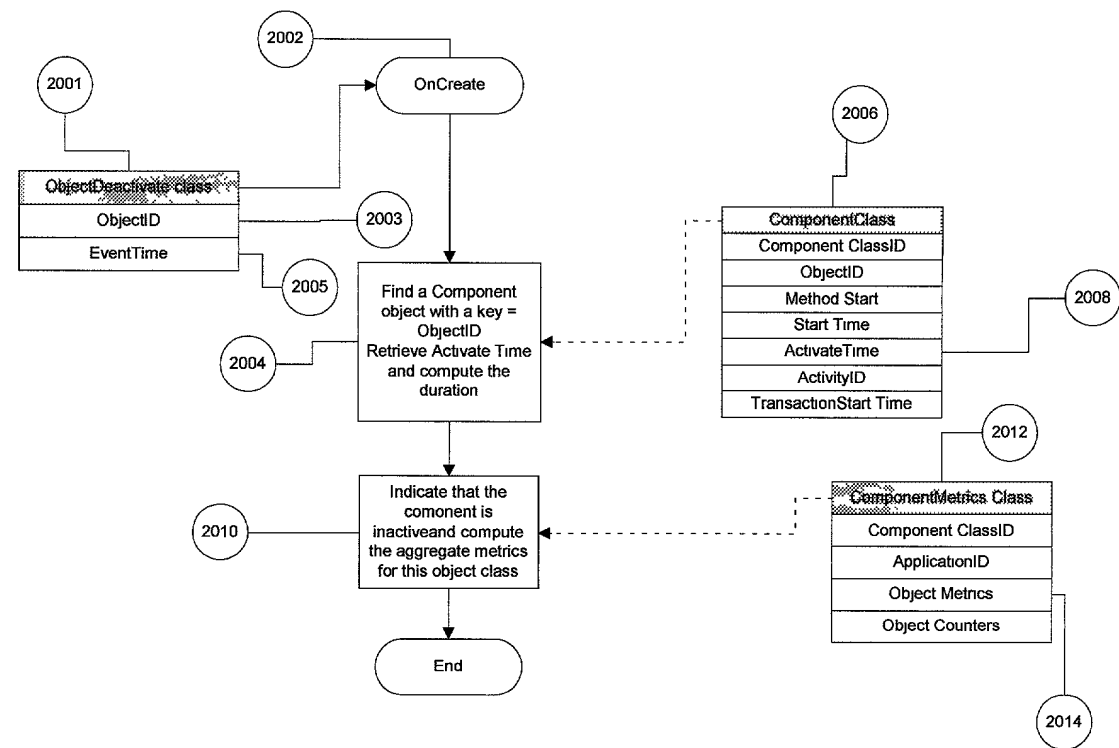 2002
OnCreate
2001
ObjectDeactivate class
ObjectID
EventTime
2003
2005
2006
ComponentClass
Component ClassID
ObjectID
Method Start
Start Time
ActivateTime
ActivityID
TransactionStart Time
2008
Find a Component
object with a key =
ObjectID
Retrieve Activate Time
and compute the
duration
2004
2012
ComponentMetrics Class
Component ClassID
ApplicationID
Object Metrics
Object Counters
2014
Indicate that the
comonent is
inactiveand compute
the aggregate metrics
for this object class
2010
End